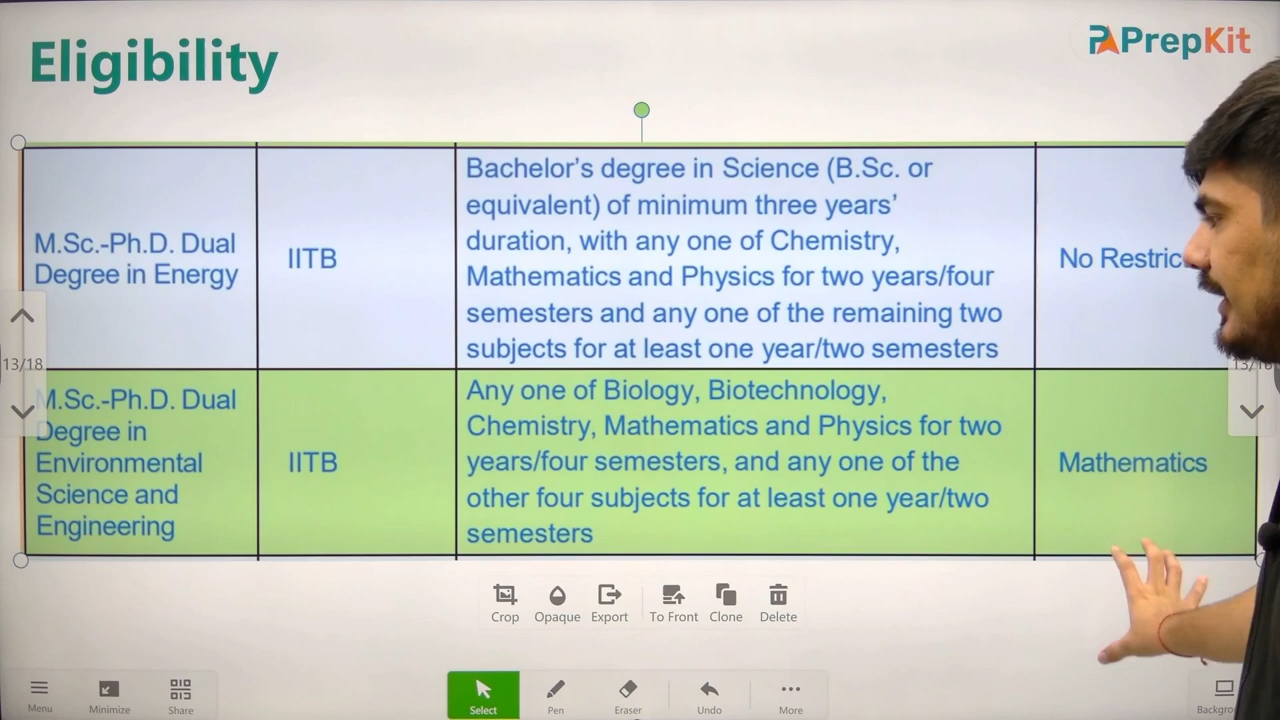 Eligibility
PrepKit
M.Sc.-Ph.D. Dual
Degree in Energy
IITB
Bachelor's degree in Science (B.Sc. or
equivalent) of minimum three years'
duration, with any one of Chemistry,
Mathematics and Physics for two years/four
semesters and any one of the remaining two
subjects for at least one year/two semesters
No Restric
M.Sc.-Ph.D. Dual
Degree in
Environmental
Science and
Engineering
IITB
Any one of Biology, Biotechnology,
Chemistry, Mathematics and Physics for two
years/four semesters, and any one of the
other four subjects for at least one year/two
semesters
Mathematics
13/18
Crop
Opaque
Export
To Front
Clone
Delete
Menu
Minimize
Share
Select
Pen
Eraser
Undo
More
Backgro